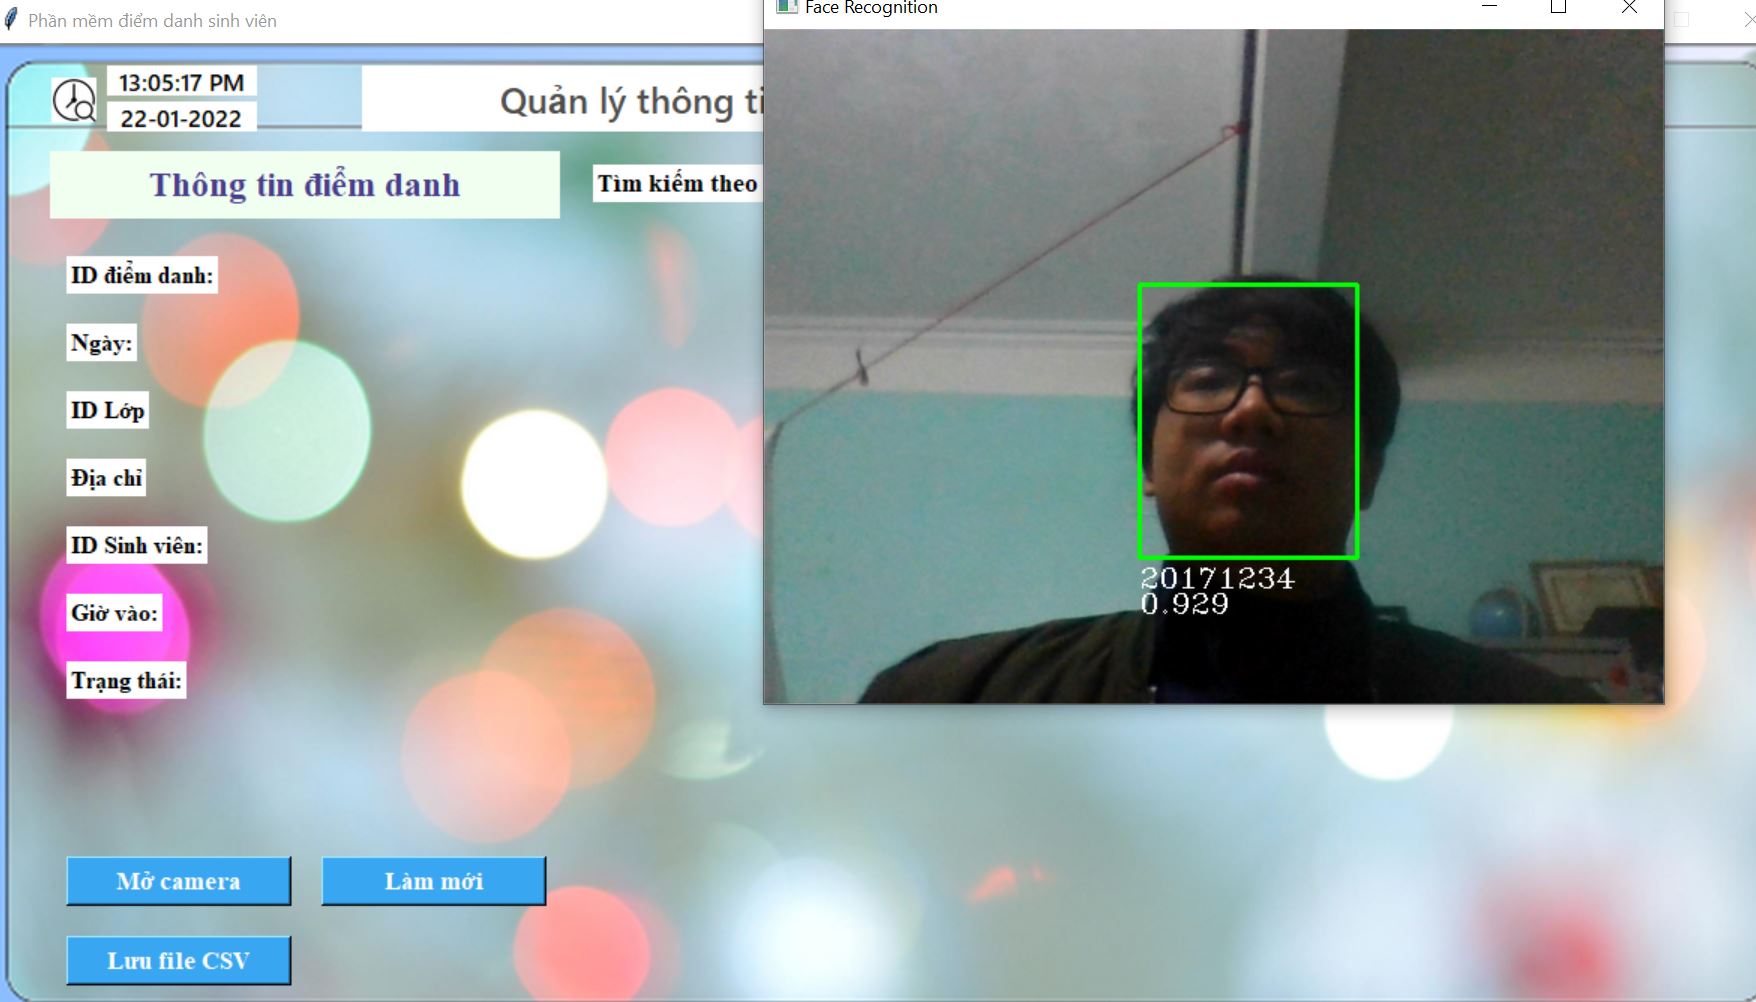 Phần mềm điểm danh sinh viên
Face Recognition
13:05:17 PM
22-01-2022
Quản lý thông ti
Thông tin điểm danh
Tìm kiếm theo
ID điểm danh:
Ngày:
ID Lớp
Địa chỉ
ID Sinh viên:
Giờ vào:
Trạng thái:
20171234
0.929
Mở camera
Làm mới
Lưu file CSV